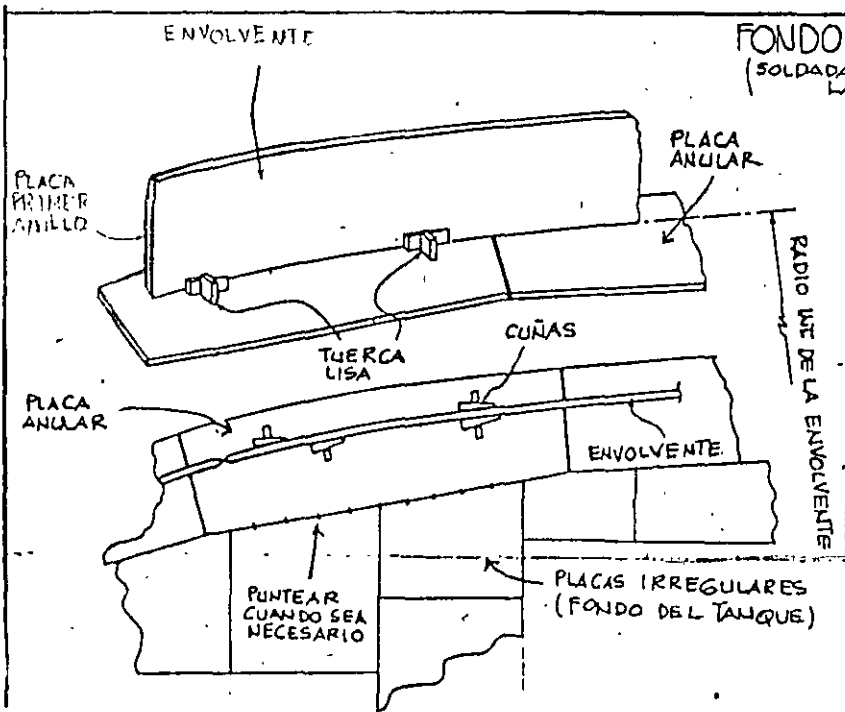 ENVOLVENTE
FONDO
(SOLDADA
PLACA
ANULAR
PLACA
PRIMER
ANILLO
RADIO INT DE LA ENVOLVENTE
TUERCA
LISA
CUÑAS
PLACA
ANULAR
ENVOLVENTE
PUNTEAR
CUANDO SEA
NECESARIO
PLACAS IRREGULARES
(FONDO DEL TANQUE)